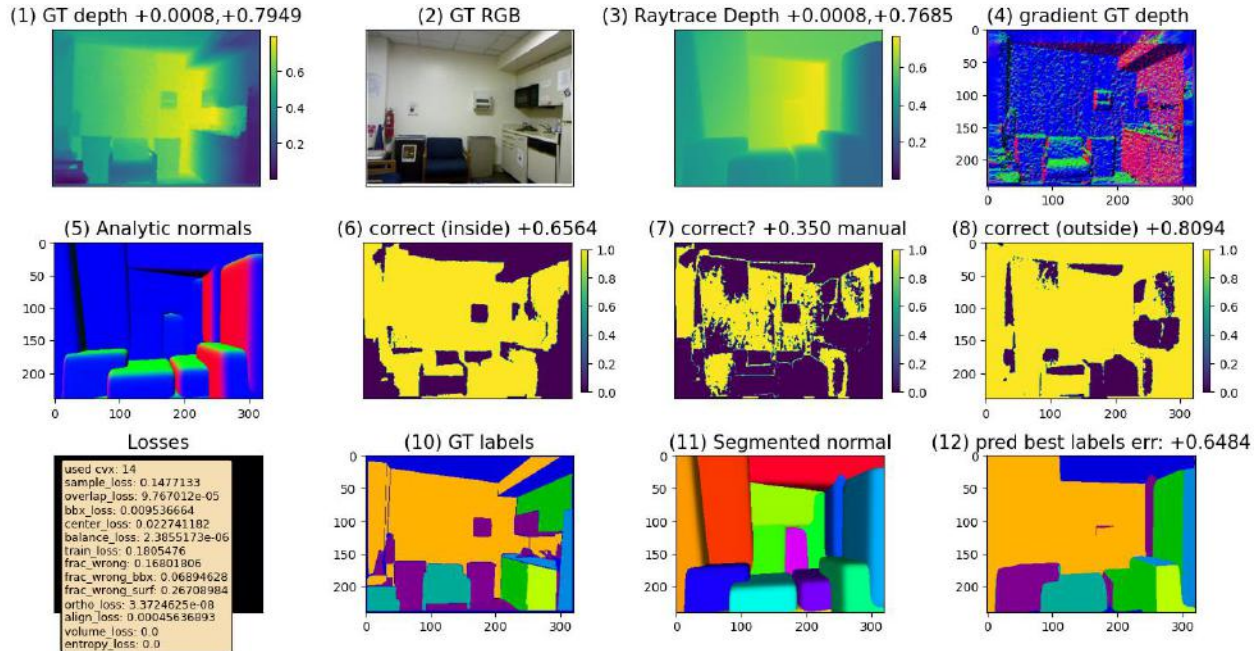 (1) GT depth +0.0008,+0.7949
(2) GT RGB
(3) Raytrace Depth +0.0008,+0.7685
(4) gradient GT depth
0.6
0.4
0.2
0.6
0.4
0.2
0
50
100
150
200
0 100 200 300
(5) Analytic normals
(6) correct (inside) +0.6564
(7) correct? +0.350 manual
(8) correct (outside) +0.8094
0
50
100
150
200
0 100 200 300
1.0
0.8
0.6
0.4
0.2
0.0
1.0
0.8
0.6
0.4
0.2
0.0
0
50
100
150
200
0 100 200 300
1.0
0.8
0.6
0.4
0.2
0.0
Losses
used cvx: 14
sample_loss: 0.1477133
overlap_loss: 9.767012e-05
bbx_loss: 0.009536664
center_loss: 0.022741182
balance_loss: 2.3855173e-06
train_loss: 0.1805476
frac_wrong: 0.16801806
frac_wrong_bbx: 0.06894628
frac_wrong_surf: 0.26708984
ortho_loss: 3.3724625e-08
align_loss: 0.00045636893
volume_loss: 0.0
entropy_loss: 0.0
(10) GT labels
0
50
100
150
200
0 100 200 300
(11) Segmented normal
0
50
100
150
200
0 100 200 300
(12) pred best labels err: +0.6484
0
50
100
150
200
0 100 200 300